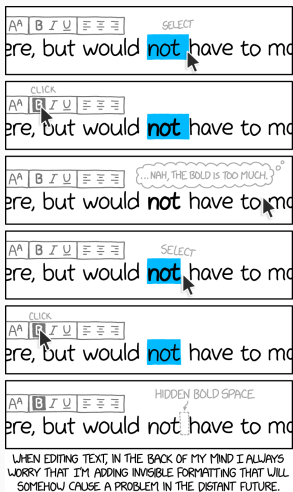 SELECT
AA B I U
ere, but would not have to mo
CLICK
AA B I U
ere, but would not have to mo
AA B I U
...NAH, THE BOLD IS TOO MUCH.
ere, but would not have to mo
AA B I U
SELECT
ere, but would not have to mo
CLICK
AA B I U
ere, but would not have to mo
HIDDEN BOLD SPACE
AA B I U
ere, but would not have to mo
WHEN EDITING TEXT, IN THE BACK OF MY MIND I ALWAYS
WORRY THAT I'M ADDING INVISIBLE FORMATTING THAT WILL
SOMEHOW CAUSE A PROBLEM IN THE DISTANT FUTURE.